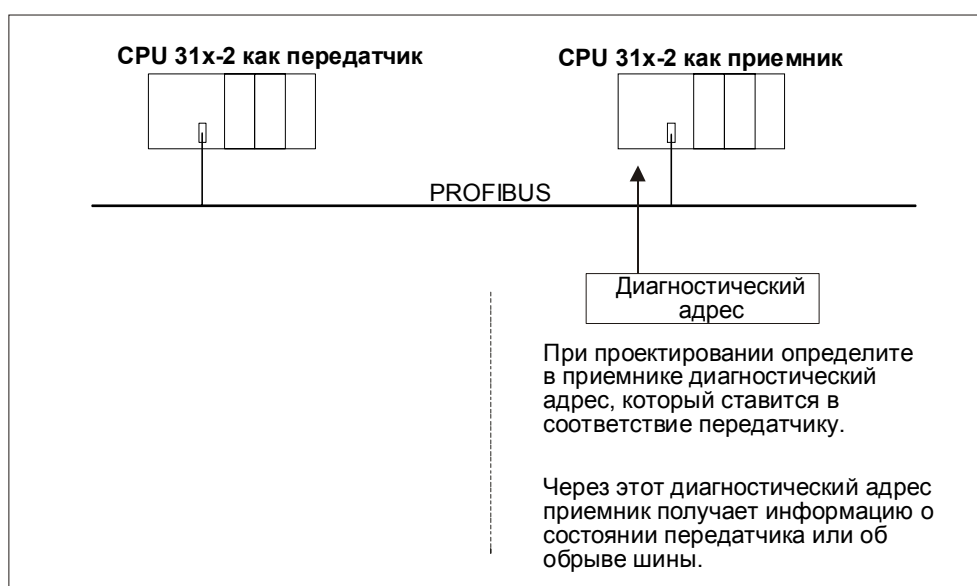 CPU 31x-2 как передатчик
CPU 31x-2 как приемник
PROFIBUS
Диагностический
адрес
При проектировании определите
в приемнике диагностический
адрес, который ставится в
соответствие передатчику.
Через этот диагностический адрес
приемник получает информацию о
состоянии передатчика или об
обрыве шины.